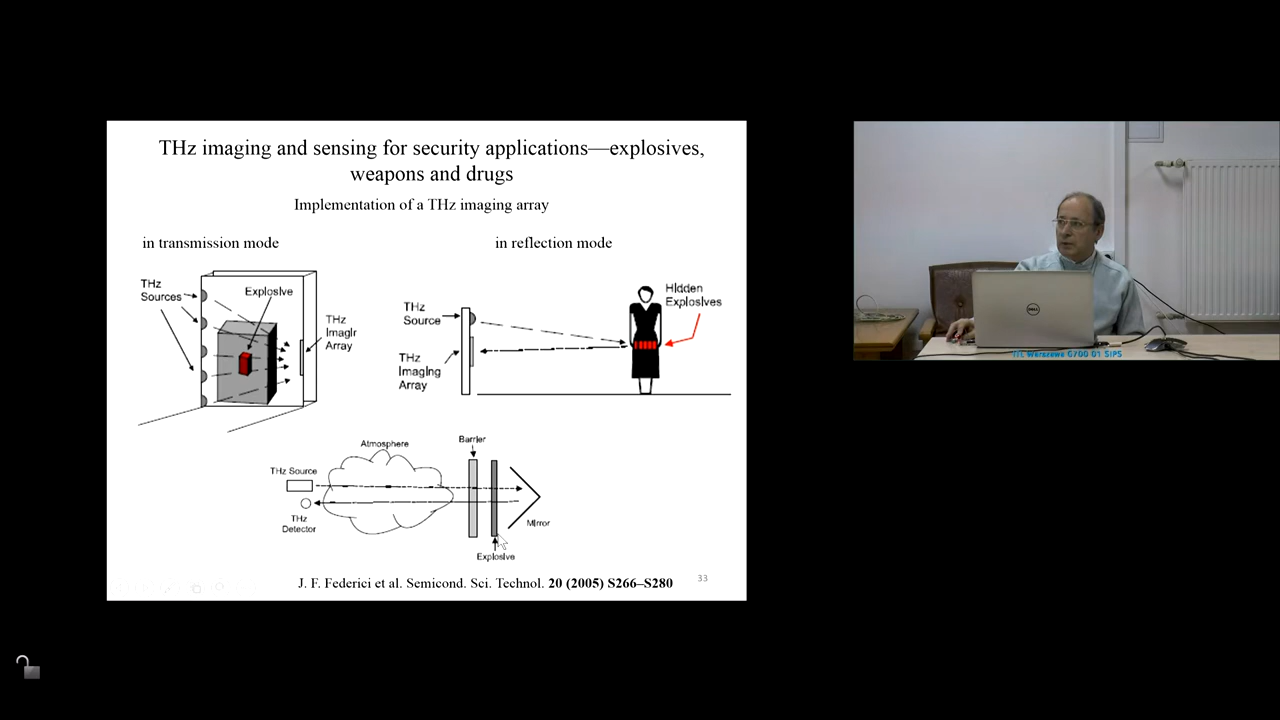 THz imaging and sensing for security applications—explosives,
weapons and drugs
Implementation of a THz imaging array
in transmission mode
in reflection mode
THz
Sources
Explosive
THz
Imagir
Array
THz
Source
THz
Imaging
Array
Hidden
Explosives
Atmosphere
Barrier
THz Source
THz
Detector
Mirror
Explosive
J. F. Federici et al. Semicond. Sci. Technol. 20 (2005) S266–S280
33
DELL